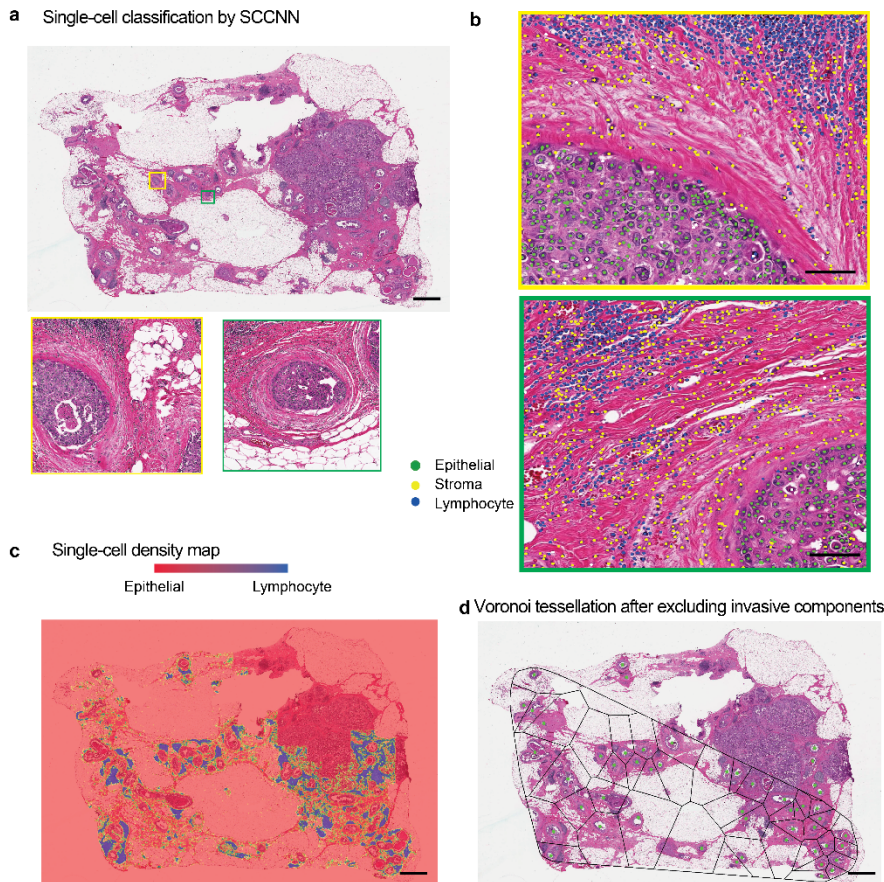 a Single-cell classification by SCCNN
b
Epithelial
Stroma
Lymphocyte
c Single-cell density map
Epithelial Lymphocyte
d Voronoi tessellation after excluding invasive components